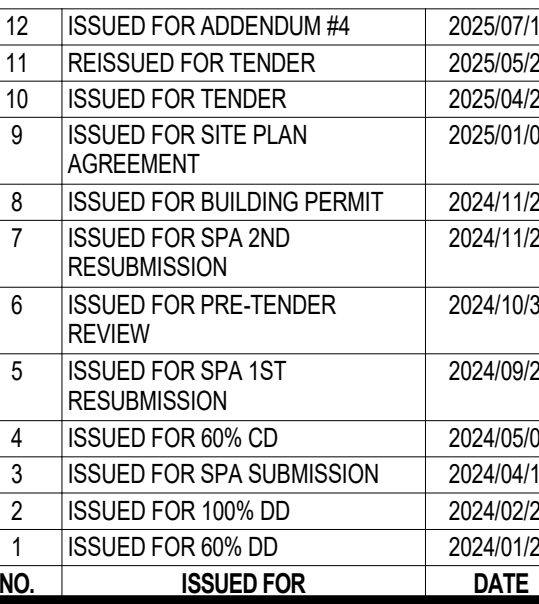 12 ISSUED FOR ADDENDUM #4 2025/07/1
11 REISSUED FOR TENDER 2025/05/2
10 ISSUED FOR TENDER 2025/04/2
9 ISSUED FOR SITE PLAN 2025/01/0
AGREEMENT
8 ISSUED FOR BUILDING PERMIT 2024/11/2
7 ISSUED FOR SPA 2ND 2024/11/2
RESUBMISSION
6 ISSUED FOR PRE-TENDER 2024/10/3
REVIEW
5 ISSUED FOR SPA 1ST 2024/09/2
RESUBMISSION
4 ISSUED FOR 60% CD 2024/05/0
3 ISSUED FOR SPA SUBMISSION 2024/04/1
2 ISSUED FOR 100% DD 2024/02/2
1 ISSUED FOR 60% DD 2024/01/2
NO. ISSUED FOR DATE